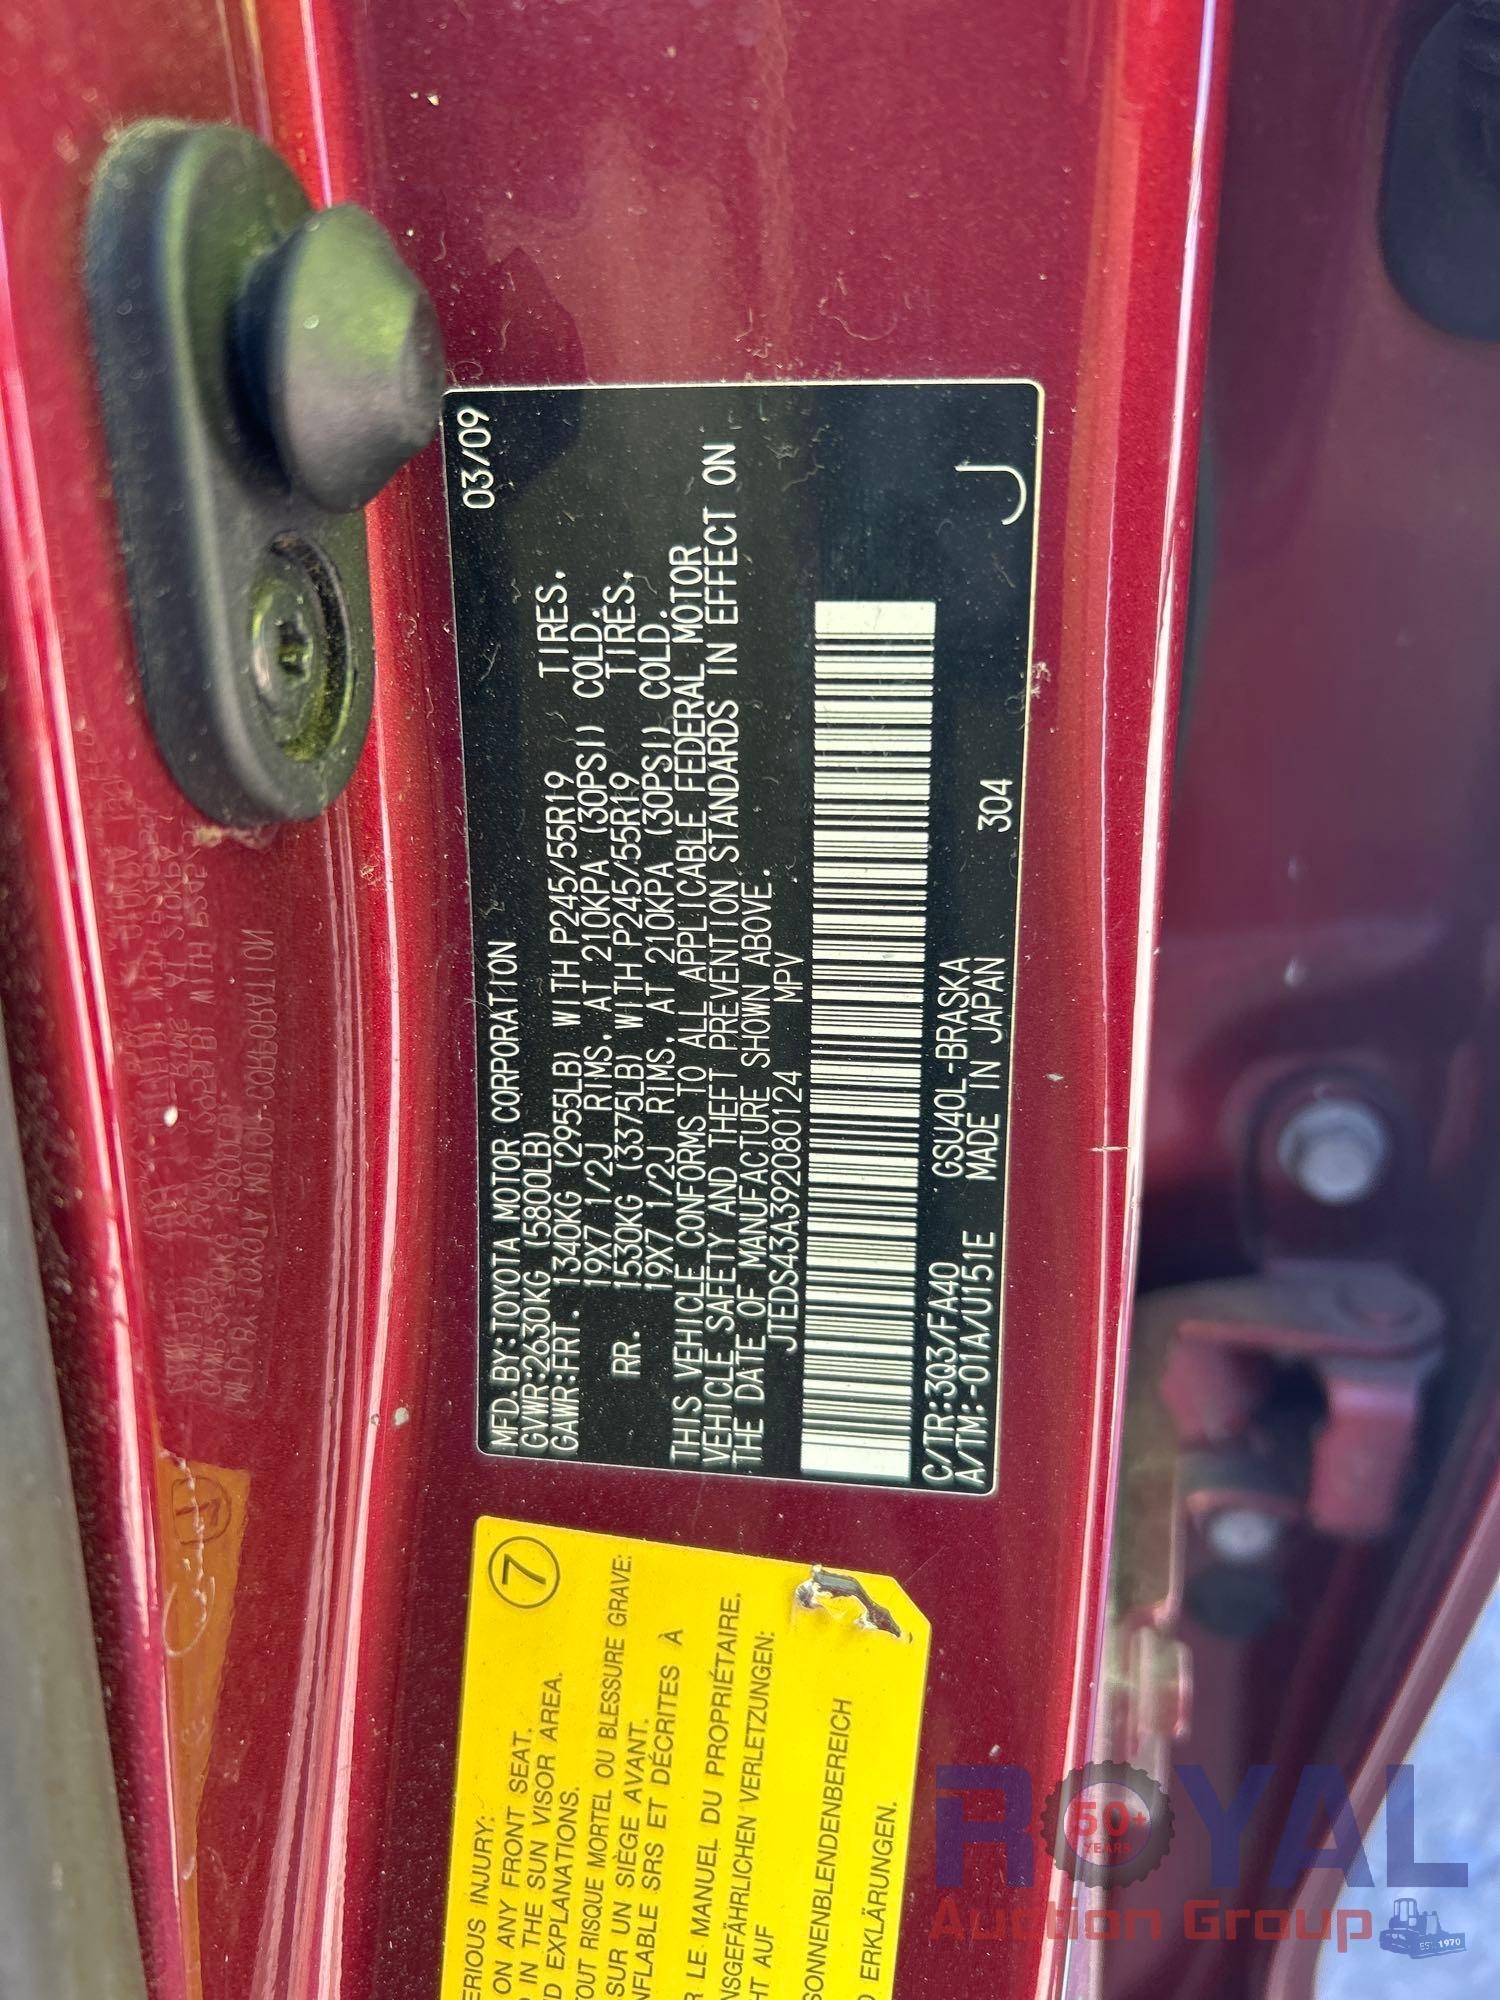 03/09
MFD.BY:TOYOTA MOTOR CORPORATION
GVWR:2630KG (5800LB)
GAWR:FRT. 1340KG (2955LB) WITH P245/55R19 TIRES,
19X7 1/2J RIMS, AT 210KPA (30PSI) COLD.
RR. 1530KG (3375LB) WITH P245/55R19 TIRES,
19X7 1/2J RIMS, AT 210KPA (30PSI) COLD.
THIS VEHICLE CONFORMS TO ALL APPLICABLE FEDERAL MOTOR
VEHICLE SAFETY AND THEFT PREVENTION STANDARDS IN EFFECT ON
THE DATE OF MANUFACTURE SHOWN ABOVE.
JTEDS43A392080124 MPV
C/TR:3Q3/FA40 GSU40L-BRASKA
A/TM:-01A/U151E MADE IN JAPAN 304
J
7
ERIOUS INJURY:
ON ANY FRONT SEAT.
IN THE SUN VISOR AREA.
EXPLANATIONS.
TOUT RISQUE MORTEL OU BLESSURE GRAVE:
SUR UN SIÈGE AVANT.
NFLABLE SRS ET DÉCRITES A
R LE MANUEL DU PROPRIÉTAIRE.
NSGEFÄHRLICHEN VERLETZUNGEN:
HT AUF
SONNENBLENDENBEREICH
ERKLÄRUNGEN.
ROYAL
50+
YEARS
Auction Group
EST. 1970